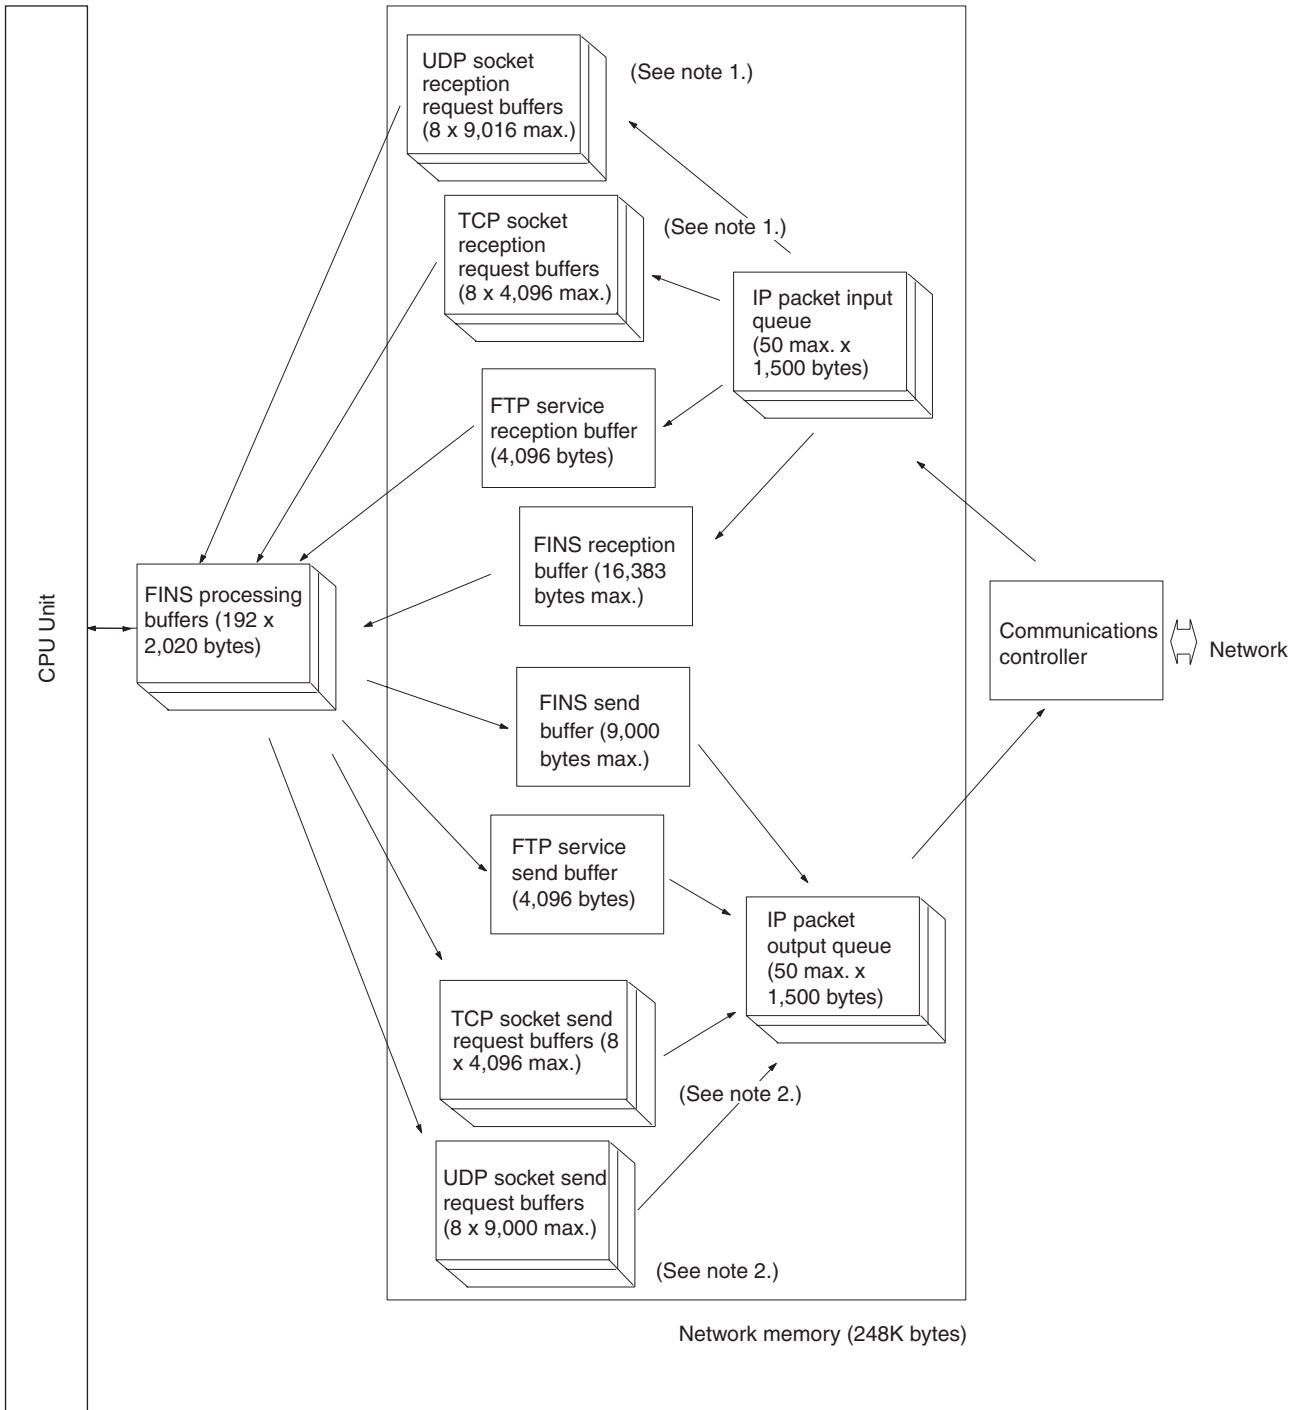 UDP socket
reception
request buffers
(8 x 9,016 max.)
(See note 1.)
TCP socket
reception
request buffers
(8 x 4,096 max.)
(See note 1.)
IP packet input
queue
(50 max. x
1,500 bytes)
FTP service
reception buffer
(4,096 bytes)
FINS reception
buffer (16,383
bytes max.)
FINS processing
buffers (192 x
2,020 bytes)
CPU Unit
Communications
controller
Network
FINS send
buffer (9,000
bytes max.)
FTP service
send buffer
(4,096 bytes)
IP packet
output queue
(50 max. x
1,500 bytes)
TCP socket send
request buffers (8
x 4,096 max.)
(See note 2.)
UDP socket send
request buffers
(8 x 9,000 max.)
(See note 2.)
Network memory (248K bytes)